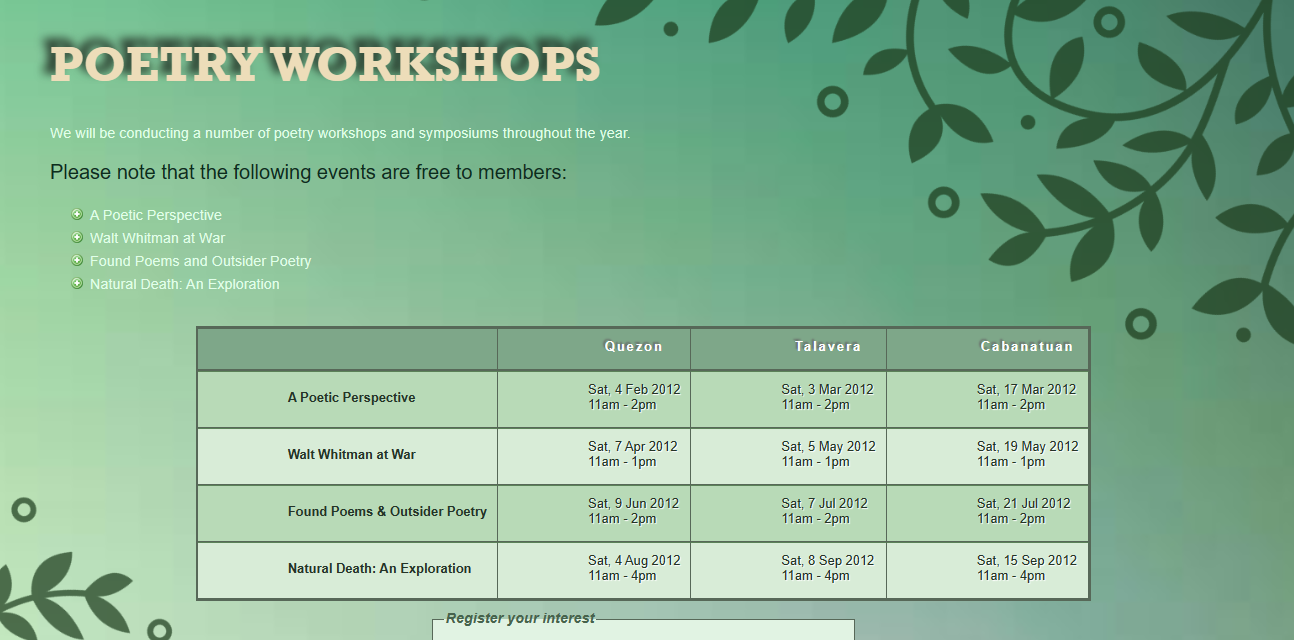 POETRY WORKSHOPS
We will be conducting a number of poetry workshops and symposiums throughout the year.
Please note that the following events are free to members:
A Poetic Perspective
Walt Whitman at War
Found Poems and Outsider Poetry
Natural Death: An Exploration
Quezon Talavera Cabanatuan
A Poetic Perspective Sat, 4 Feb 2012 Sat, 3 Mar 2012 Sat, 17 Mar 2012
11am - 2pm 11am - 2pm 11am - 2pm
Walt Whitman at War Sat, 7 Apr 2012 Sat, 5 May 2012 Sat, 19 May 2012
11am - 1pm 11am - 1pm 11am - 1pm
Found Poems & Outsider Poetry Sat, 9 Jun 2012 Sat, 7 Jul 2012 Sat, 21 Jul 2012
11am - 2pm 11am - 2pm 11am - 2pm
Natural Death: An Exploration Sat, 4 Aug 2012 Sat, 8 Sep 2012 Sat, 15 Sep 2012
11am - 4pm 11am - 4pm 11am - 4pm
Register your interest